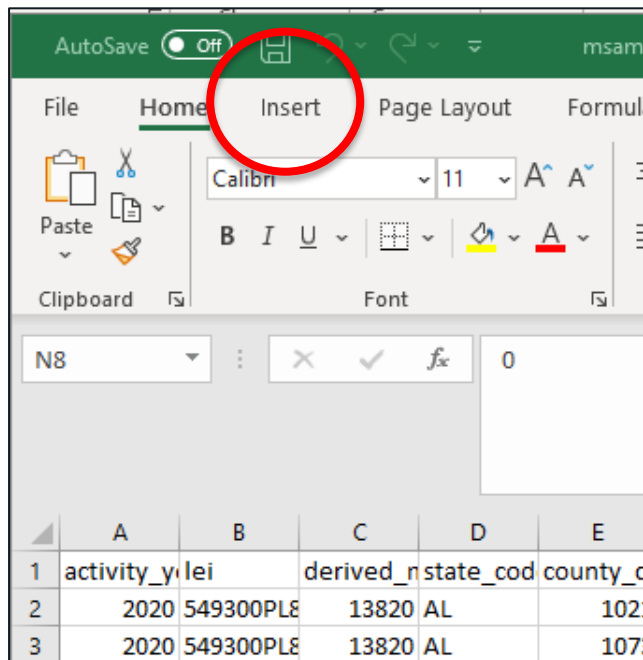 AutoSave Off msam
File Home Insert Page Layout Formul
Paste Calibri 11 A A
B I U A
Clipboard Font
N8 fx 0
A B C D E
1 activity_y lei derived_n state_cod county_c
2 2020 549300PL8 13820 AL 102
3 2020 549300PL8 13820 AL 107